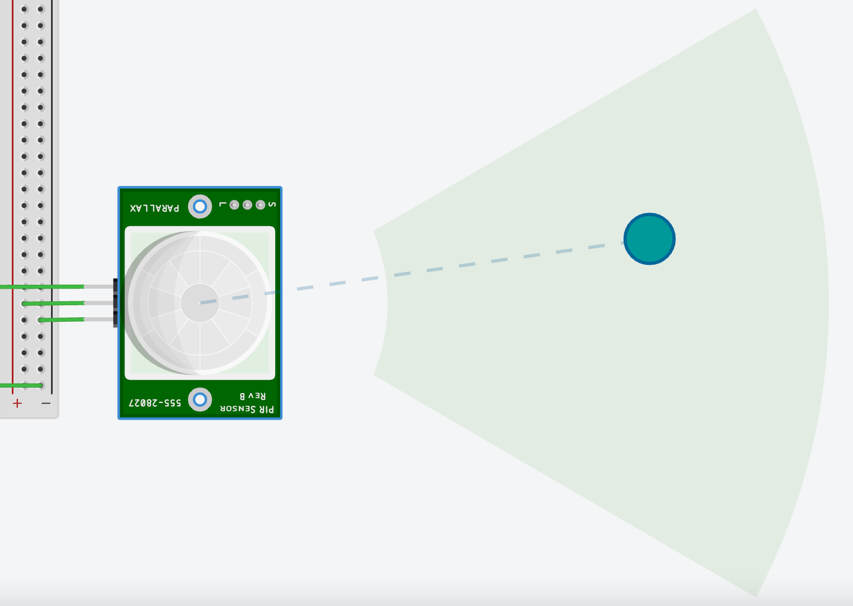 PARALLAX
L
S
555-28027
REV B
PIR SENSOR
+
−